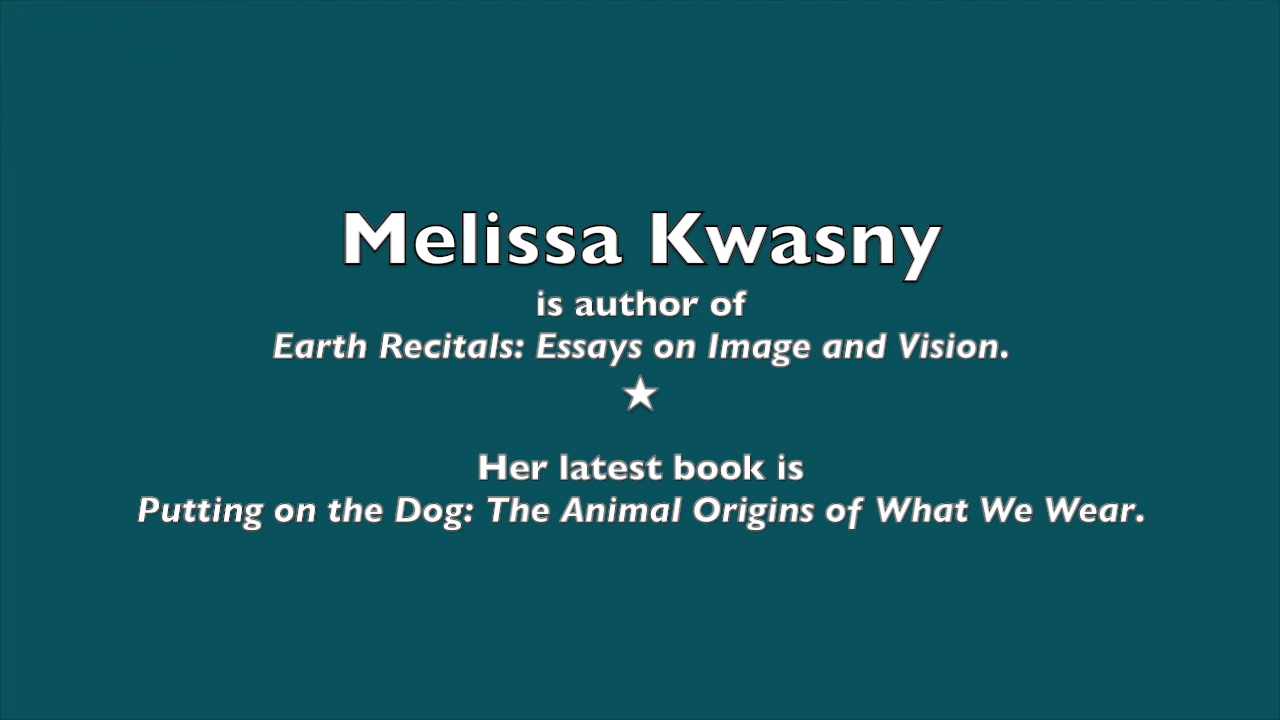 Melissa Kwasny
is author of
Earth Recitals: Essays on Image and Vision.
★
Her latest book is
Putting on the Dog: The Animal Origins of What We Wear.